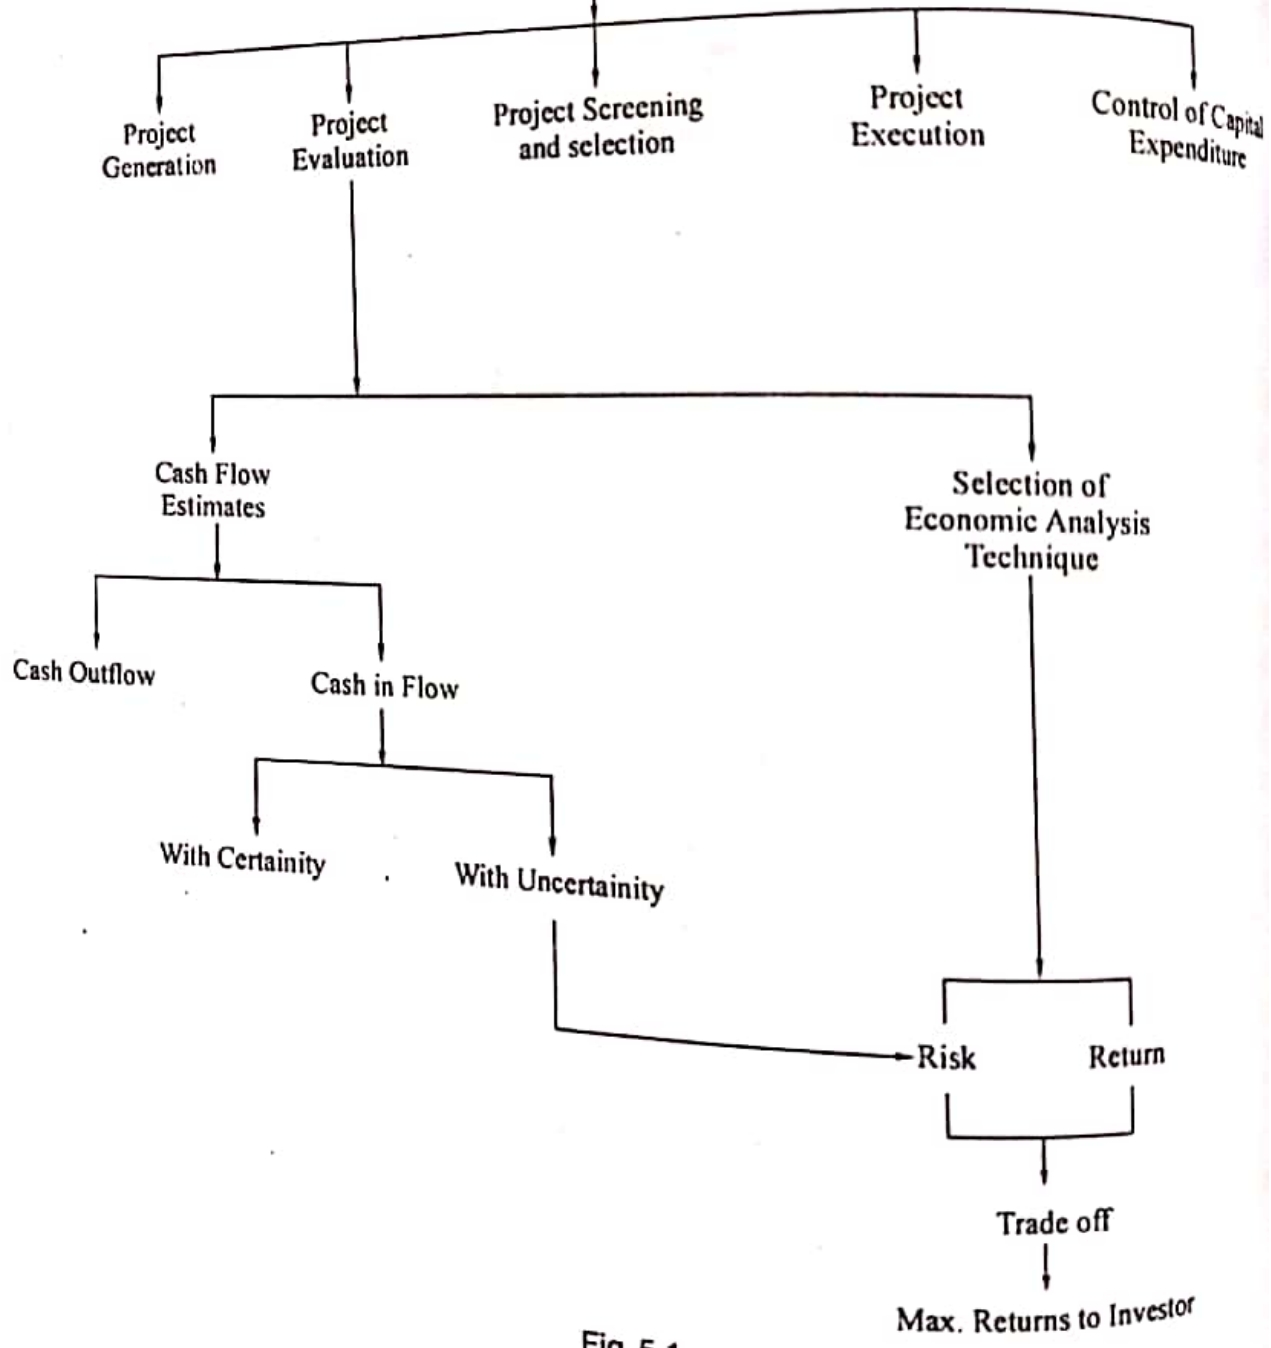 Project
Generation
Project
Evaluation
Project Screening
and selection
Project
Execution
Control of Capital
Expenditure
Cash Flow
Estimates
Selection of
Economic Analysis
Technique
Cash Outflow
Cash in Flow
With Certainity
With Uncertainity
Risk
Return
Trade off
Max. Returns to Investor
Fig